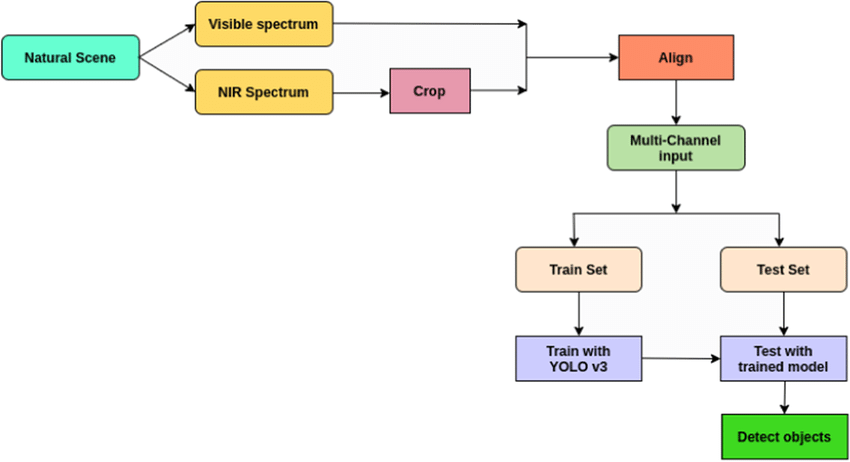 Visible spectrum
Natural Scene
Align
NIR Spectrum
Crop
Multi-Channel
input
Train Set
Test Set
Train with
YOLO v3
Test with
trained model
Detect objects